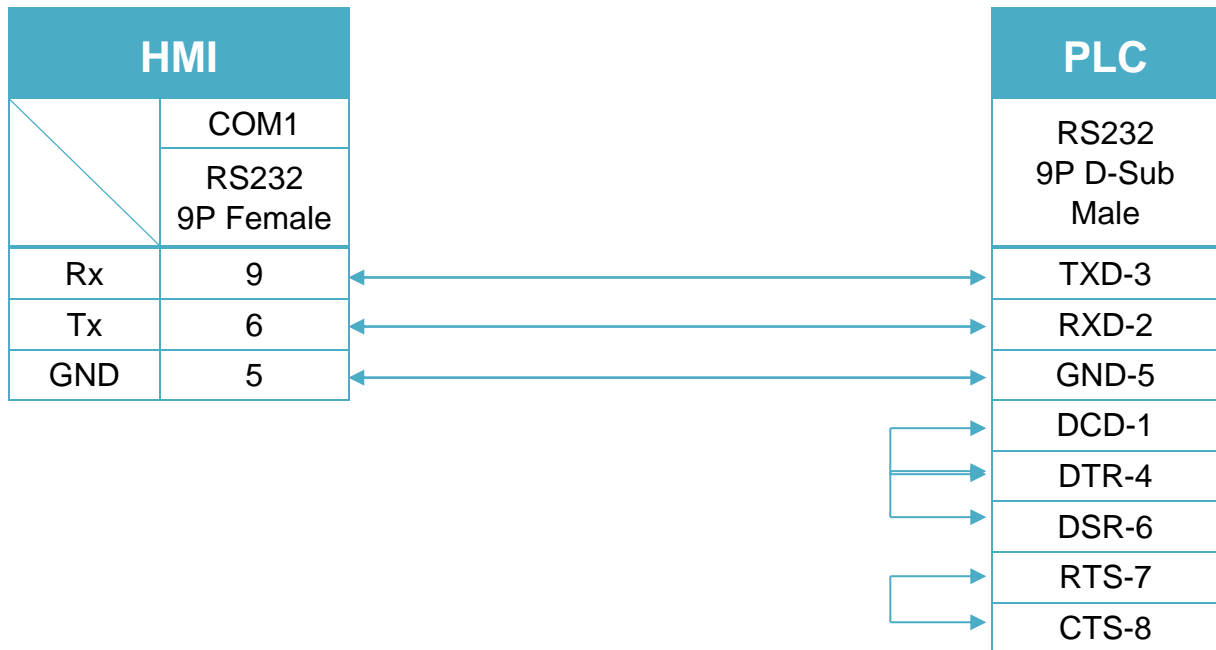 HMI
COM1
RS232
9P Female
Rx 9
Tx 6
GND 5
PLC
RS232
9P D-Sub
Male
TXD-3
RXD-2
GND-5
DCD-1
DTR-4
DSR-6
RTS-7
CTS-8